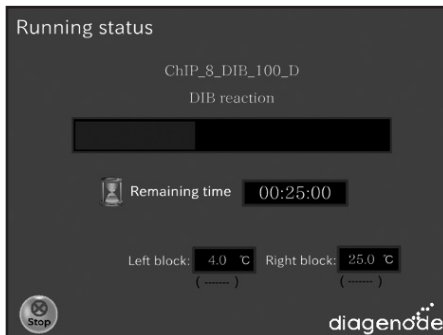 Running status
ChIP_8_DIB_100_D
DIB reaction
Remaining time 00:25:00
Left block: 4.0 ℃ Right block: 25.0 ℃
( ------- ) ( ------- )
Stop
diagenode